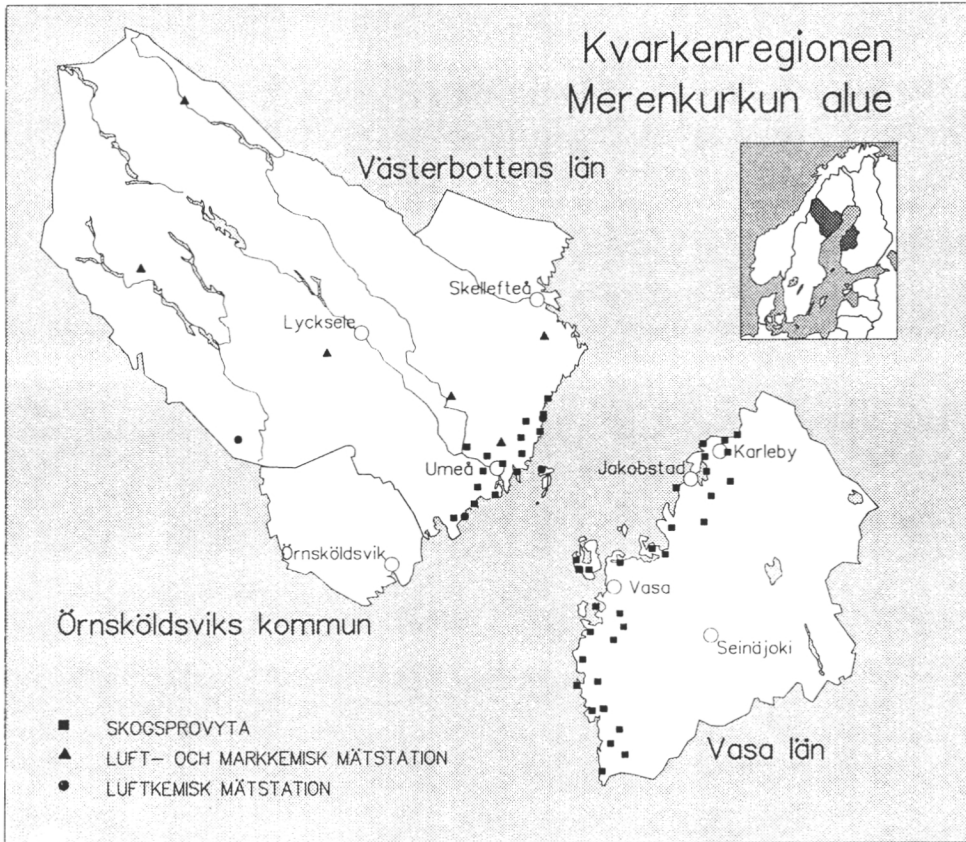 Kvarkenregionen
Merenkurkun alue
Västerbottens län
Skellefteå
Lycksele
Karleby
Jakobstad
Umeå
Örnsköldsvik
Vasa
Örnsköldsviks kommun
Seinäjoki
SKOGSPROVYTA
Vasa län
LUFT- OCH MARKKEMISK MÄTSTATION
LUFTKEMISK MÄTSTATION